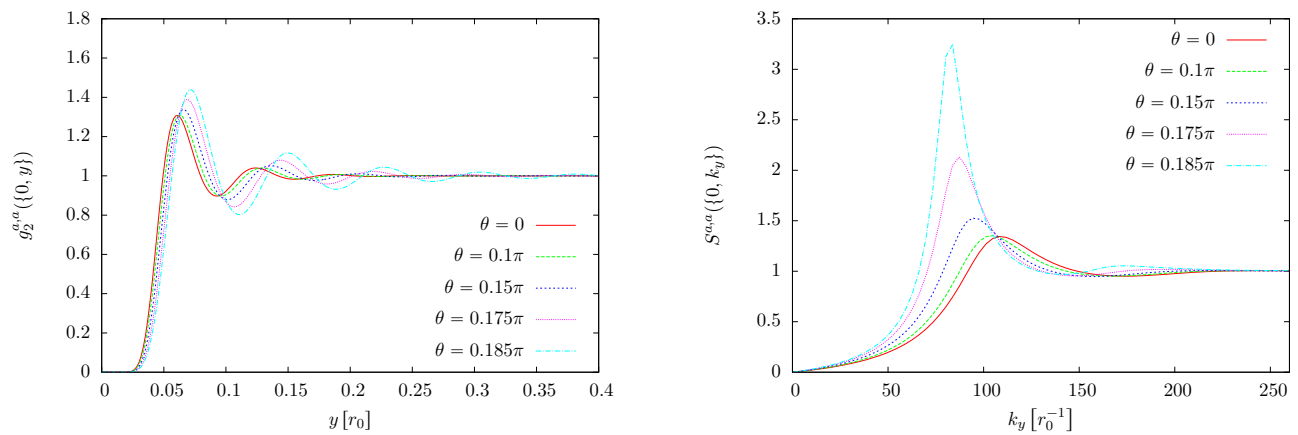 g₂^{a,a}({0, y})
1.8
1.6
1.4
1.2
1
0.8
0.6
0.4
0.2
0
0 0.05 0.1 0.15 0.2 0.25 0.3 0.35 0.4
y [r₀]
θ = 0
θ = 0.1π
θ = 0.15π
θ = 0.175π
θ = 0.185π
S^{a,a}({0, k_y})
3.5
3
2.5
2
1.5
1
0.5
0
0 50 100 150 200 250
k_y [r₀⁻¹]
θ = 0
θ = 0.1π
θ = 0.15π
θ = 0.175π
θ = 0.185π